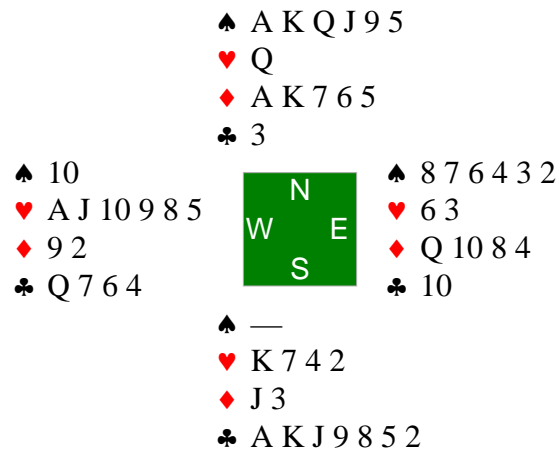 ♠ A K Q J 9 5
♥ Q
♦ A K 7 6 5
♣ 3
♠ 10
♥ A J 10 9 8 5
♦ 9 2
♣ Q 7 6 4
N
W E
S
♠ 8 7 6 4 3 2
♥ 6 3
♦ Q 10 8 4
♣ 10
♠ —
♥ K 7 4 2
♦ J 3
♣ A K J 9 8 5 2